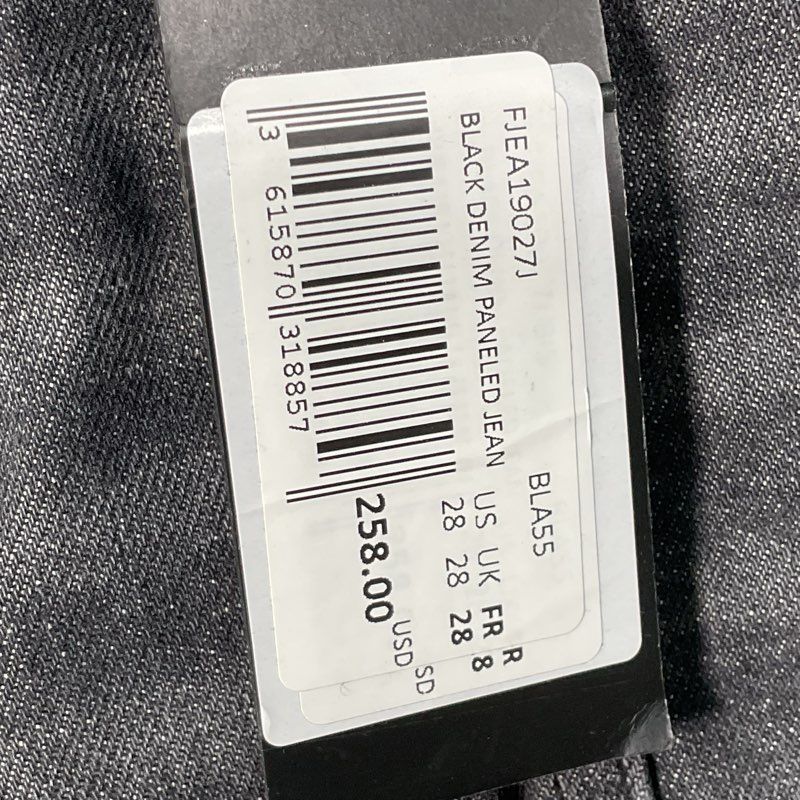 FJEA19027J BLA55
BLACK DENIM PANELED JEAN
US UK FR R
28 28 28 8
258.00 USD SD
3 615870 318857